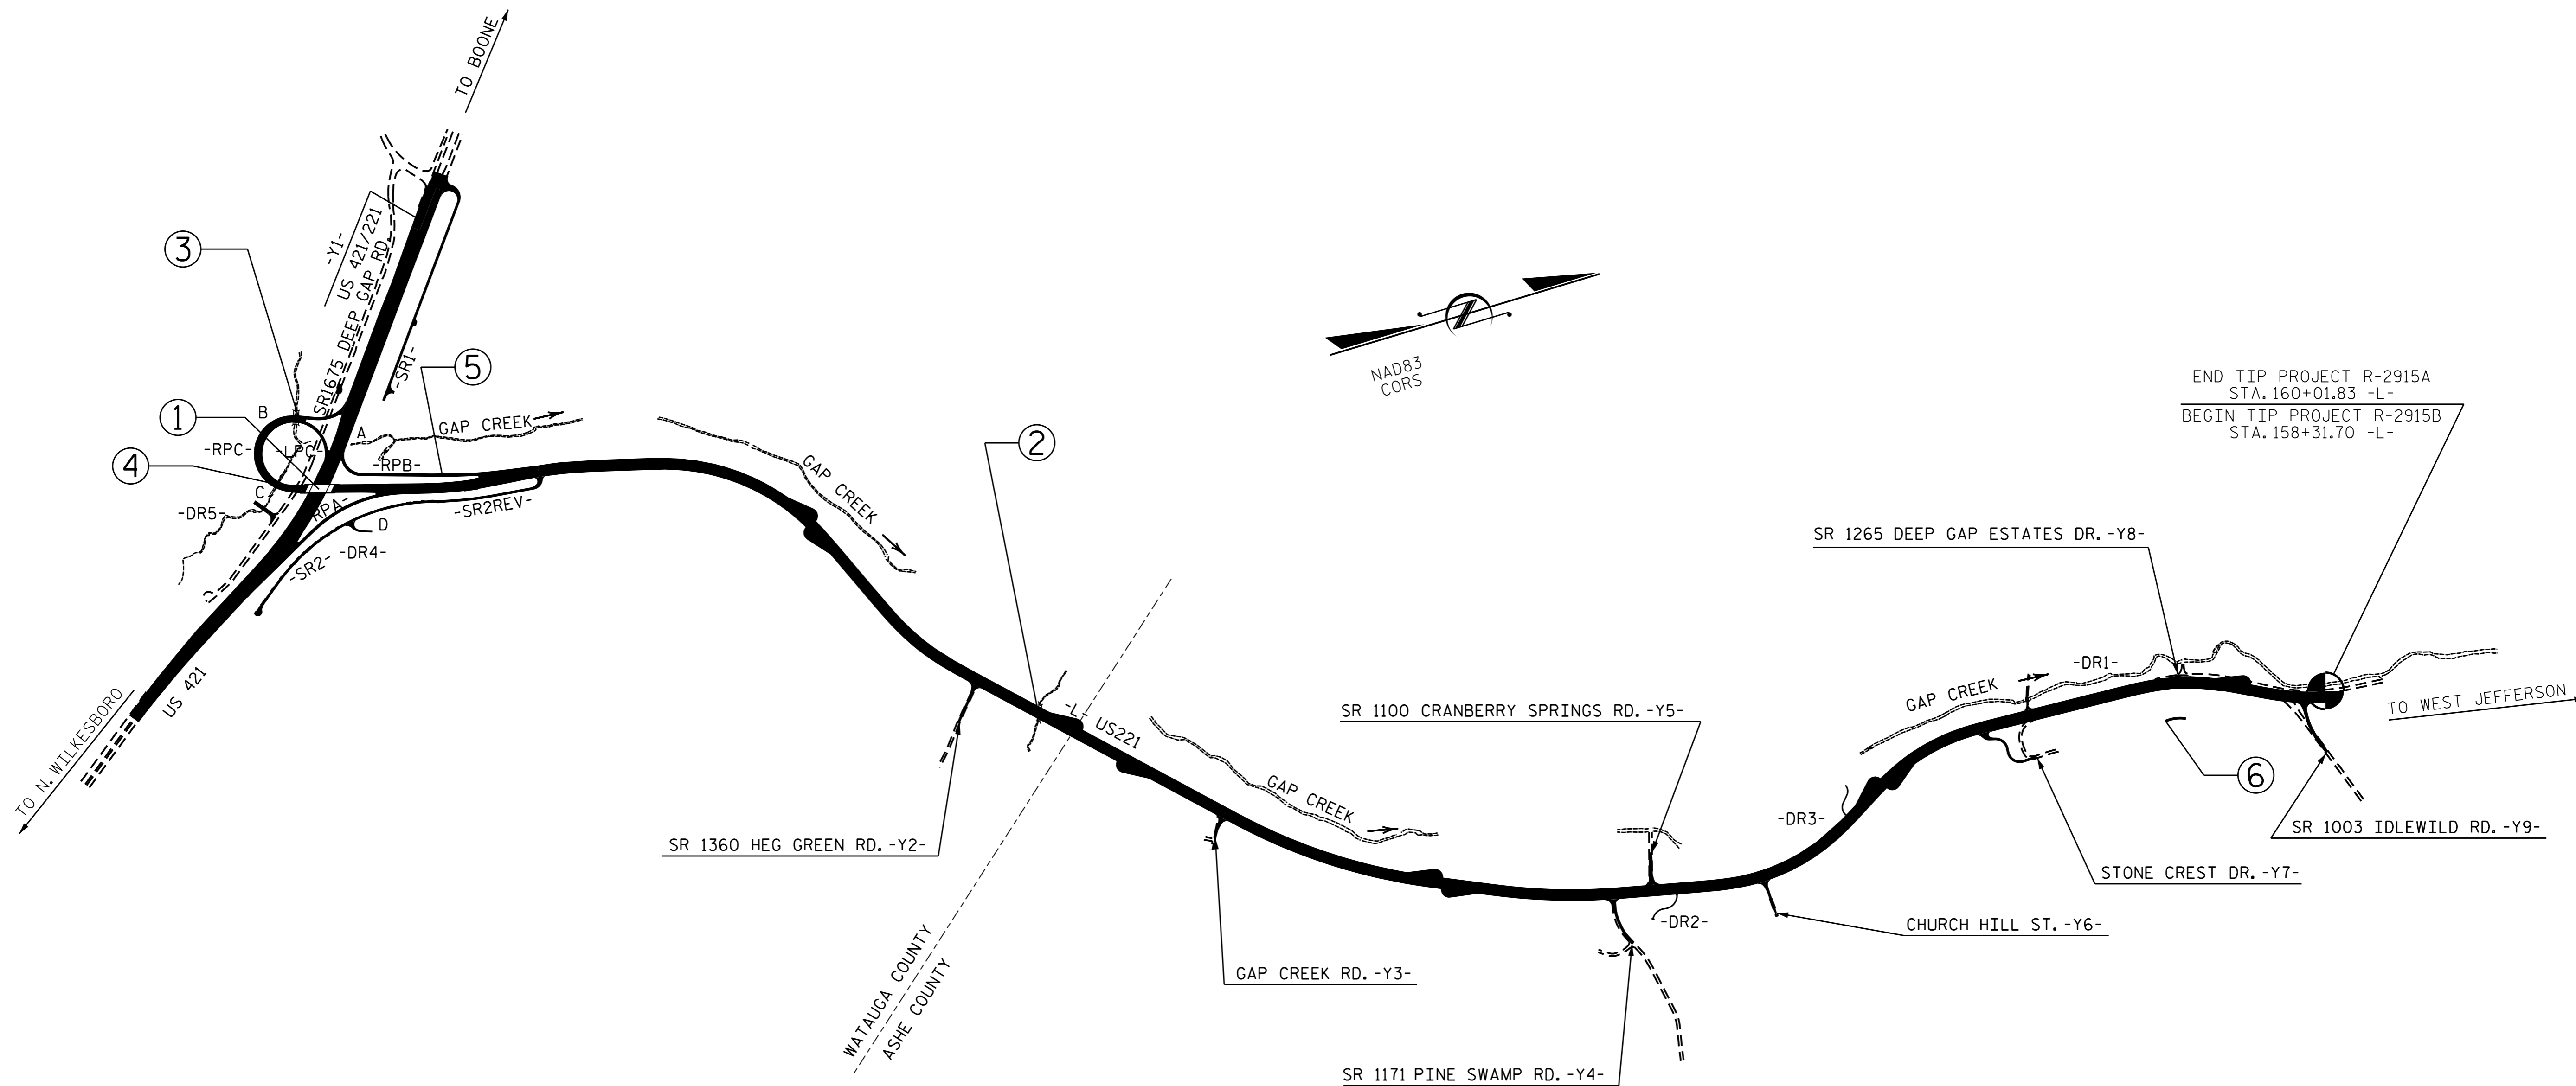 TO BOONE
-Y1-
US 421/221
SR1675 DEEP GAP RD.
3
-SR1-
5
1
B
A
GAP CREEK
-RPC-
-LPC-
-RPB-
4
C
-RPA-
-DR5-
D
-SR2REV-
-DR4-
-SR2-
US 421
TO N. WILKESBORO
GAP CREEK
2
NAD83
CORS
END TIP PROJECT R-2915A
STA. 160+01.83 -L-
BEGIN TIP PROJECT R-2915B
STA. 158+31.70 -L-
SR 1265 DEEP GAP ESTATES DR. -Y8-
-L- US221
SR 1100 CRANBERRY SPRINGS RD. -Y5-
GAP CREEK
-DR1-
GAP CREEK
TO WEST JEFFERSON
6
SR 1360 HEG GREEN RD. -Y2-
-DR3-
SR 1003 IDLEWILD RD. -Y9-
STONE CREST DR. -Y7-
-DR2-
CHURCH HILL ST. -Y6-
WATAUGA COUNTY
ASHE COUNTY
GAP CREEK RD. -Y3-
SR 1171 PINE SWAMP RD. -Y4-